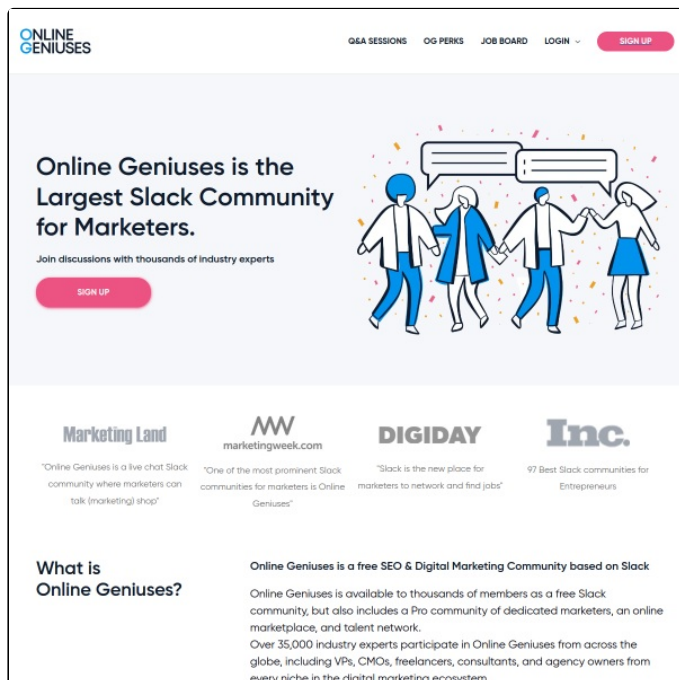 ONLINE
GENIUSES
Q&A SESSIONS OG PERKS JOB BOARD LOGIN SIGN UP
Online Geniuses is the
Largest Slack Community
for Marketers.
Join discussions with thousands of industry experts
SIGN UP
Marketing Land
"Online Geniuses is a live chat Slack
community where marketers can
talk (marketing) shop"
marketingweek.com
"One of the most prominent Slack
communities for marketers is Online
Geniuses"
DIGIDAY
"Slack is the new place for
marketers to network and find jobs"
Inc.
97 Best Slack communities for
Entrepreneurs
What is
Online Geniuses?
Online Geniuses is a free SEO & Digital Marketing Community based on Slack
Online Geniuses is available to thousands of members as a free Slack
community, but also includes a Pro community of dedicated marketers, an online
marketplace, and talent network.
Over 35,000 industry experts participate in Online Geniuses from across the
globe, including VPs, CMOs, freelancers, consultants, and agency owners from
every niche in the digital marketing ecosystem